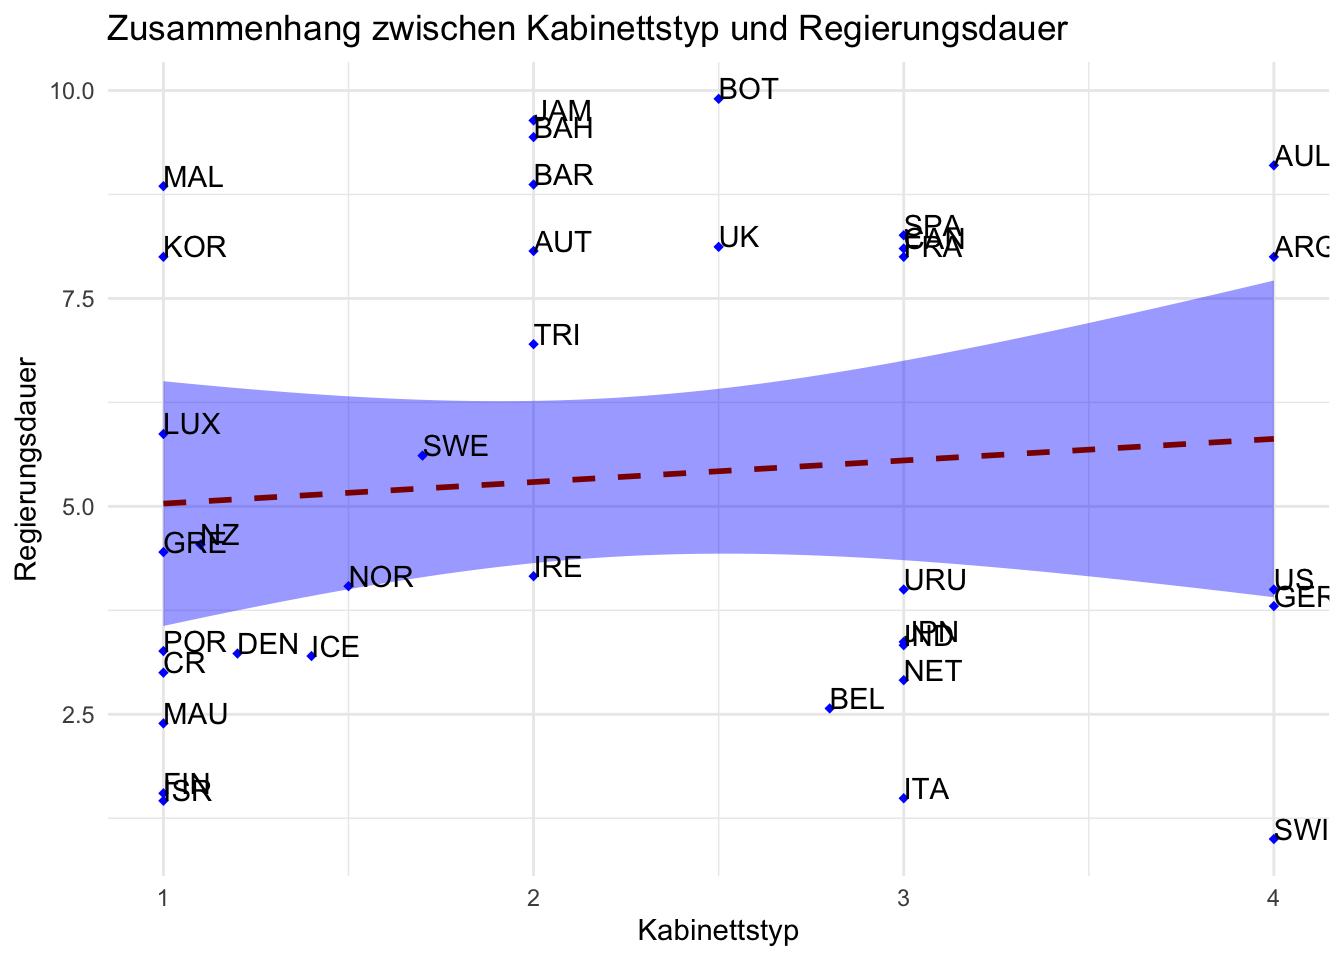 Zusammenhang zwischen Kabinettstyp und Regierungsdauer
10.0
7.5
5.0
2.5
Regierungsdauer
BOT
JAM
BAH
AUL
MAL
BAR
SPA
CAN
FRA
KOR
AUT
UK
ARG
TRI
LUX
SWE
NZ
GRE
NOR
IRE
URU
US
GER
POR
DEN
ICE
JPN
IND
CR
NET
MAU
BEL
FIN
ISR
ITA
SWI
1 2 3 4
Kabinettstyp